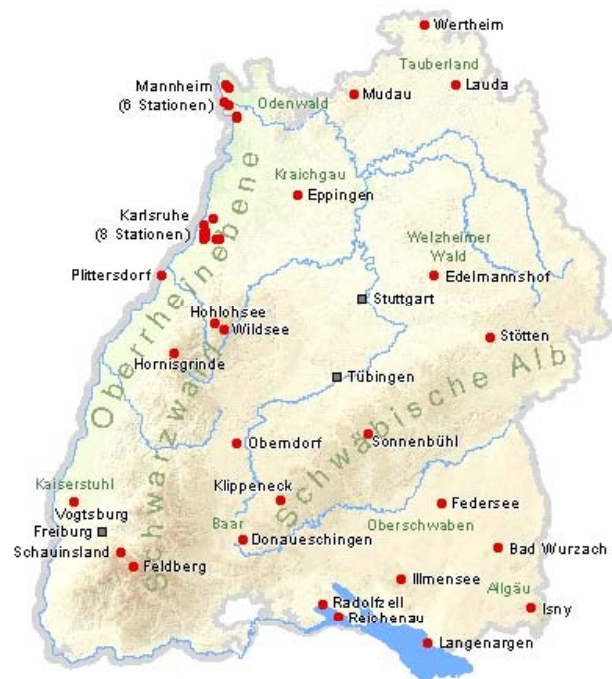 Wertheim
Tauberland
Mannheim
(6 Stationen)
Lauda
Mudau
Odenwald
Kraichgau
Eppingen
Karlsruhe
(8 Stationen)
Oberrheinebene
Welzheimer
Wald
Plittersdorf
Edelmannshof
Stuttgart
Hohlohsee
Wildsee
Stötten
Hornisgrinde
Tübingen
Schwarzwald
Schwäbische Alb
Oberndorf
Sonnenbühl
Kaiserstuhl
Klippeneck
Vogtsburg
Federsee
Freiburg
Baar
Oberschwaben
Donaueschingen
Schauinsland
Bad Wurzach
Feldberg
Illmensee
Allgäu
Radolfzell
Isny
Reichenau
Langenargen